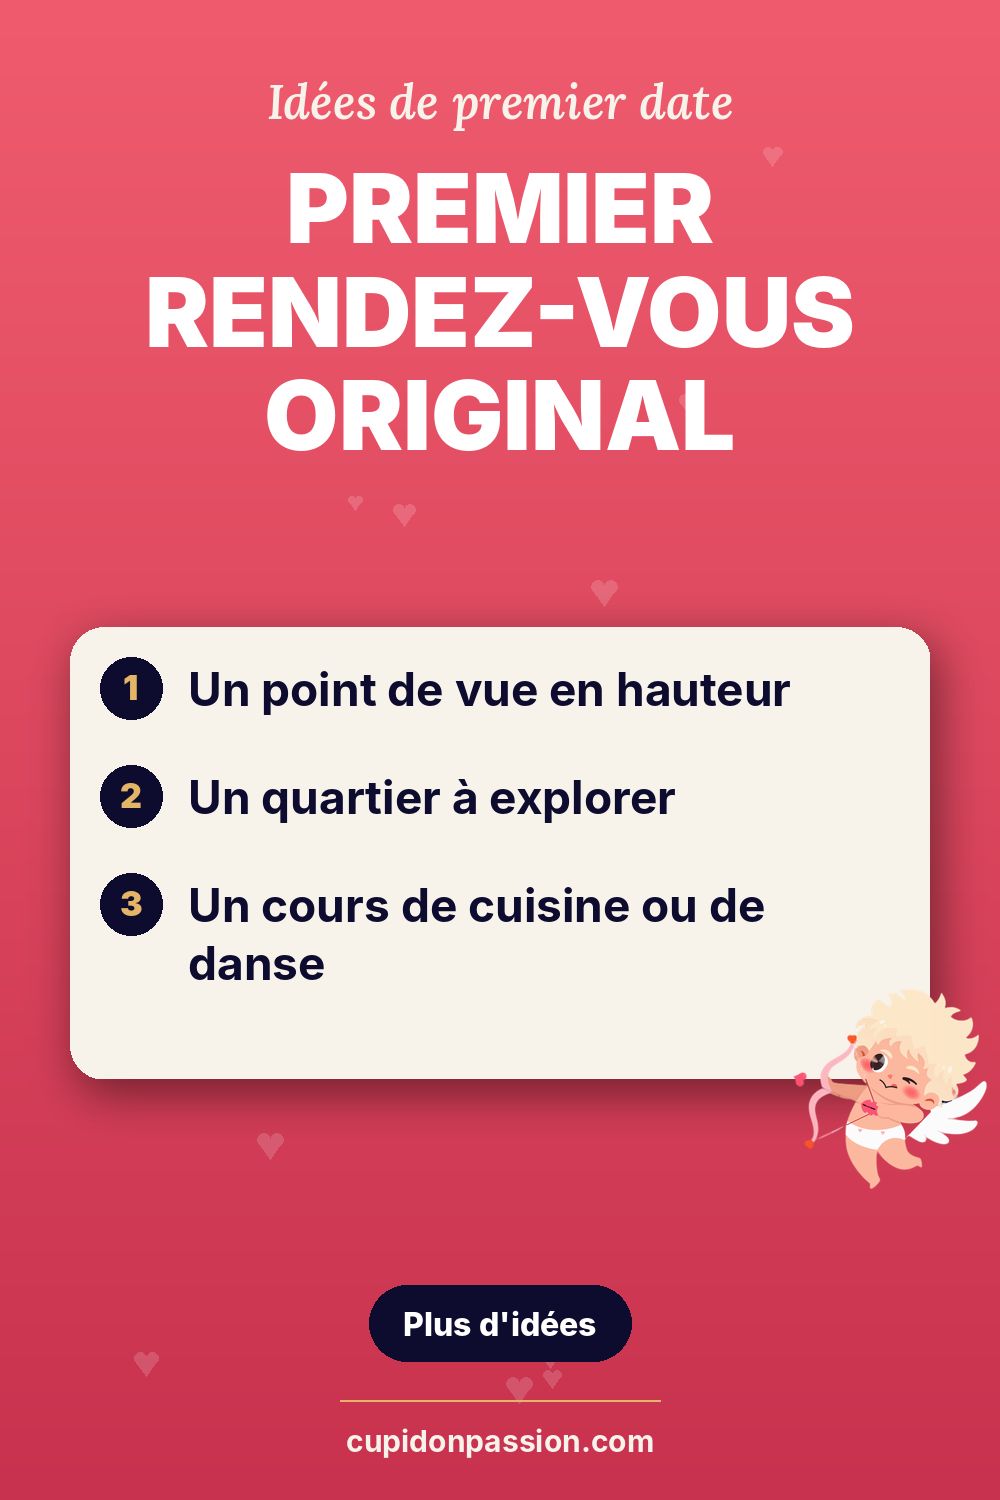 Idées de premier date
PREMIER
RENDEZ-VOUS
ORIGINAL
1 Un point de vue en hauteur
2 Un quartier à explorer
3 Un cours de cuisine ou de
danse
Plus d'idées
cupidonpassion.com